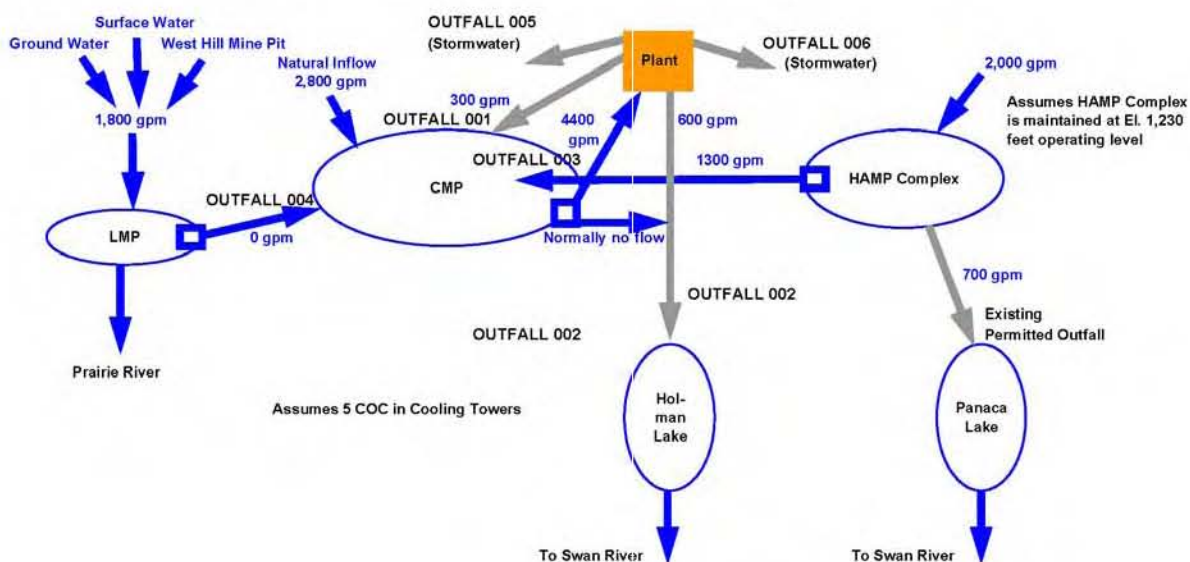 Surface Water
Ground Water
West Hill Mine Pit
1,800 gpm
LMP
Prairie River
OUTFALL 004
0 gpm
Natural Inflow
2,800 gpm
OUTFALL 005
(Stormwater)
300 gpm
OUTFALL 001
OUTFALL 003
CMP
4400
gpm
Plant
600 gpm
OUTFALL 006
(Stormwater)
1300 gpm
Normally no flow
OUTFALL 002
OUTFALL 002
Assumes 5 COC in Cooling Towers
Hol-
man
Lake
To Swan River
2,000 gpm
Assumes HAMP Complex
is maintained at El. 1,230
feet operating level
HAMP Complex
700 gpm
Existing
Permitted Outfall
Panaca
Lake
To Swan River